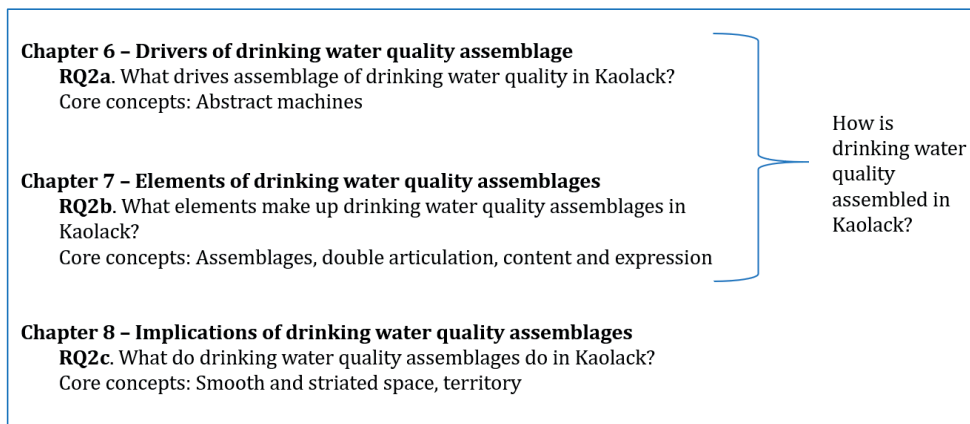 Chapter 6 – Drivers of drinking water quality assemblage
RQ2a. What drives assemblage of drinking water quality in Kaolack?
Core concepts: Abstract machines
Chapter 7 – Elements of drinking water quality assemblages
RQ2b. What elements make up drinking water quality assemblages in
Kaolack?
Core concepts: Assemblages, double articulation, content and expression
How is
drinking water
quality
assembled in
Kaolack?
Chapter 8 – Implications of drinking water quality assemblages
RQ2c. What do drinking water quality assemblages do in Kaolack?
Core concepts: Smooth and striated space, territory